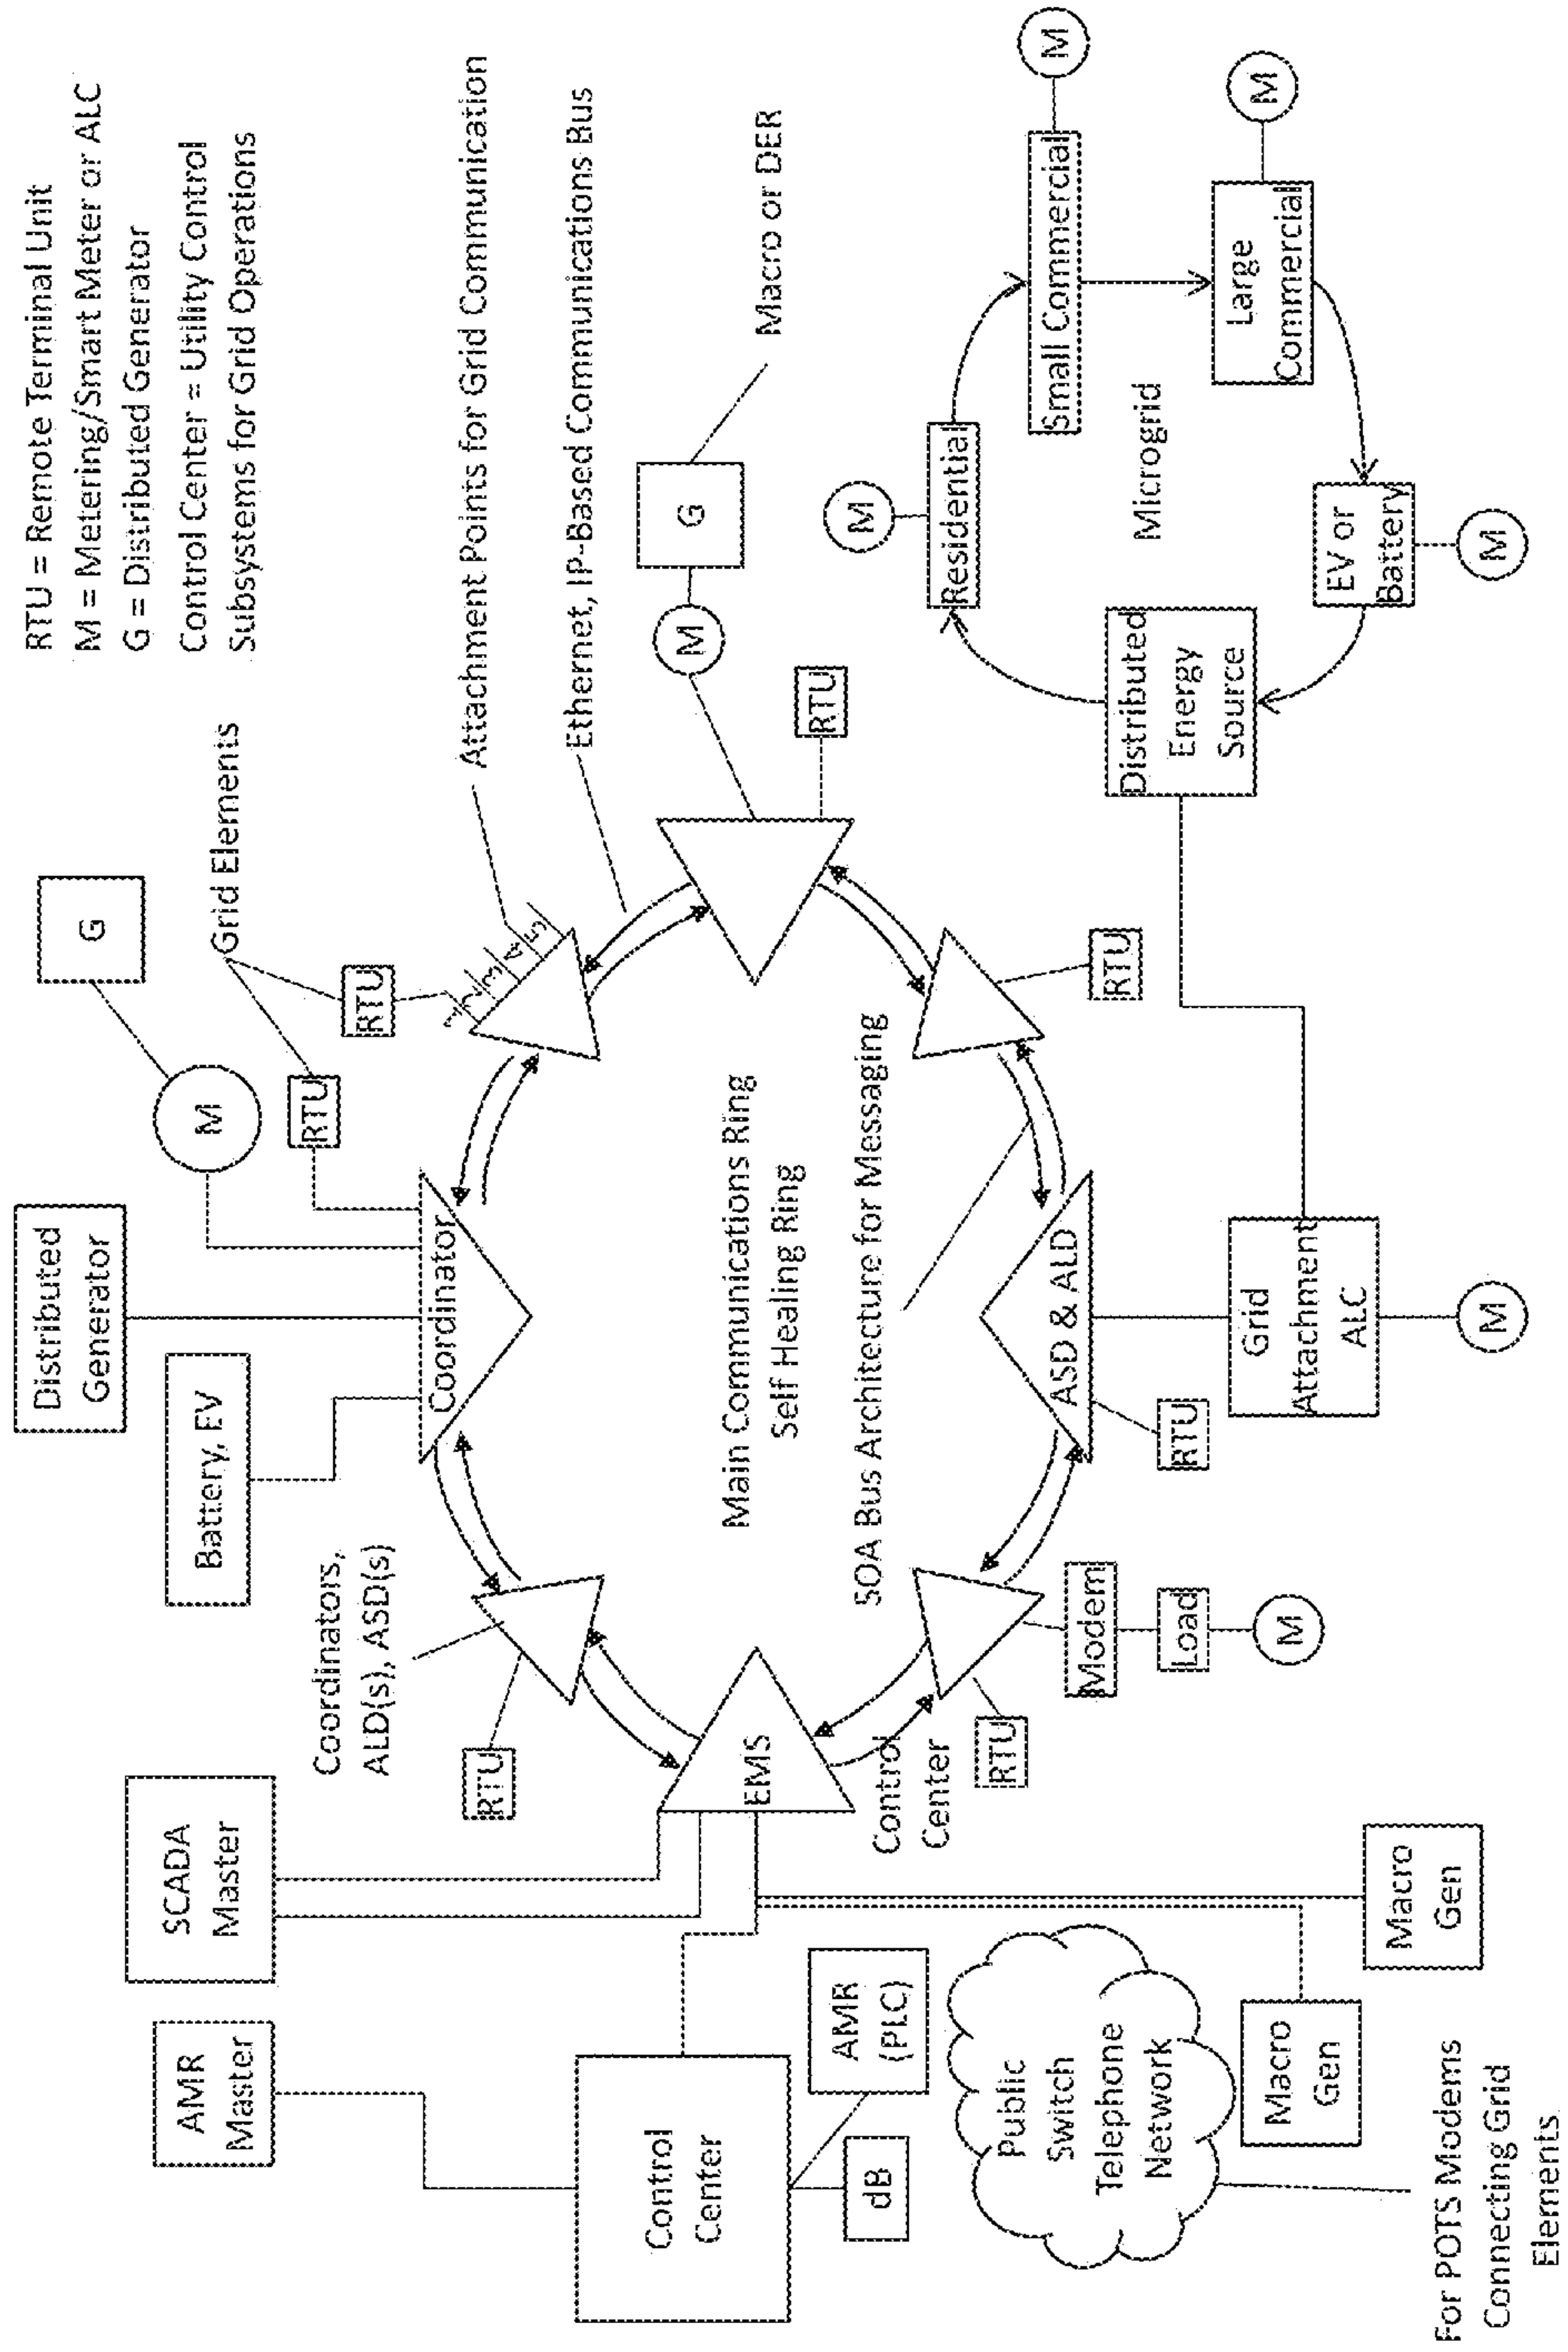 RTU = Remote Terminal Unit
M = Metering/Smart Meter or ALC
G = Distributed Generator
Control Center = Utility Control
Subsystems for Grid Operations
AMR
Master
SCADA
Master
Distributed
Generator
Battery, EV
M
G
Grid Elements
RTU
RTU
Coordinators,
ALD(s), ASD(s)
RTU
Coordinator
1
2
3
4
5
Attachment Points for Grid Communication
Ethernet, IP-Based Communications Bus
Control
Center
EMS
Main Communications Ring
Self Healing Ring
SOA Bus Architecture for Messaging
M
G
Macro or DER
RTU
AMR
(PLC)
dB
Control
Center
RTU
Modem
Load
M
ASD & ALD
RTU
RTU
Grid
Attachment
ALC
M
Public
Switch
Telephone
Network
Macro
Gen
Macro
Gen
For POTS Modems
Connecting Grid
Elements
M
Residential
Small Commercial
M
Large
Commercial
M
Microgrid
Distributed
Energy
Source
EV or
Battery
M